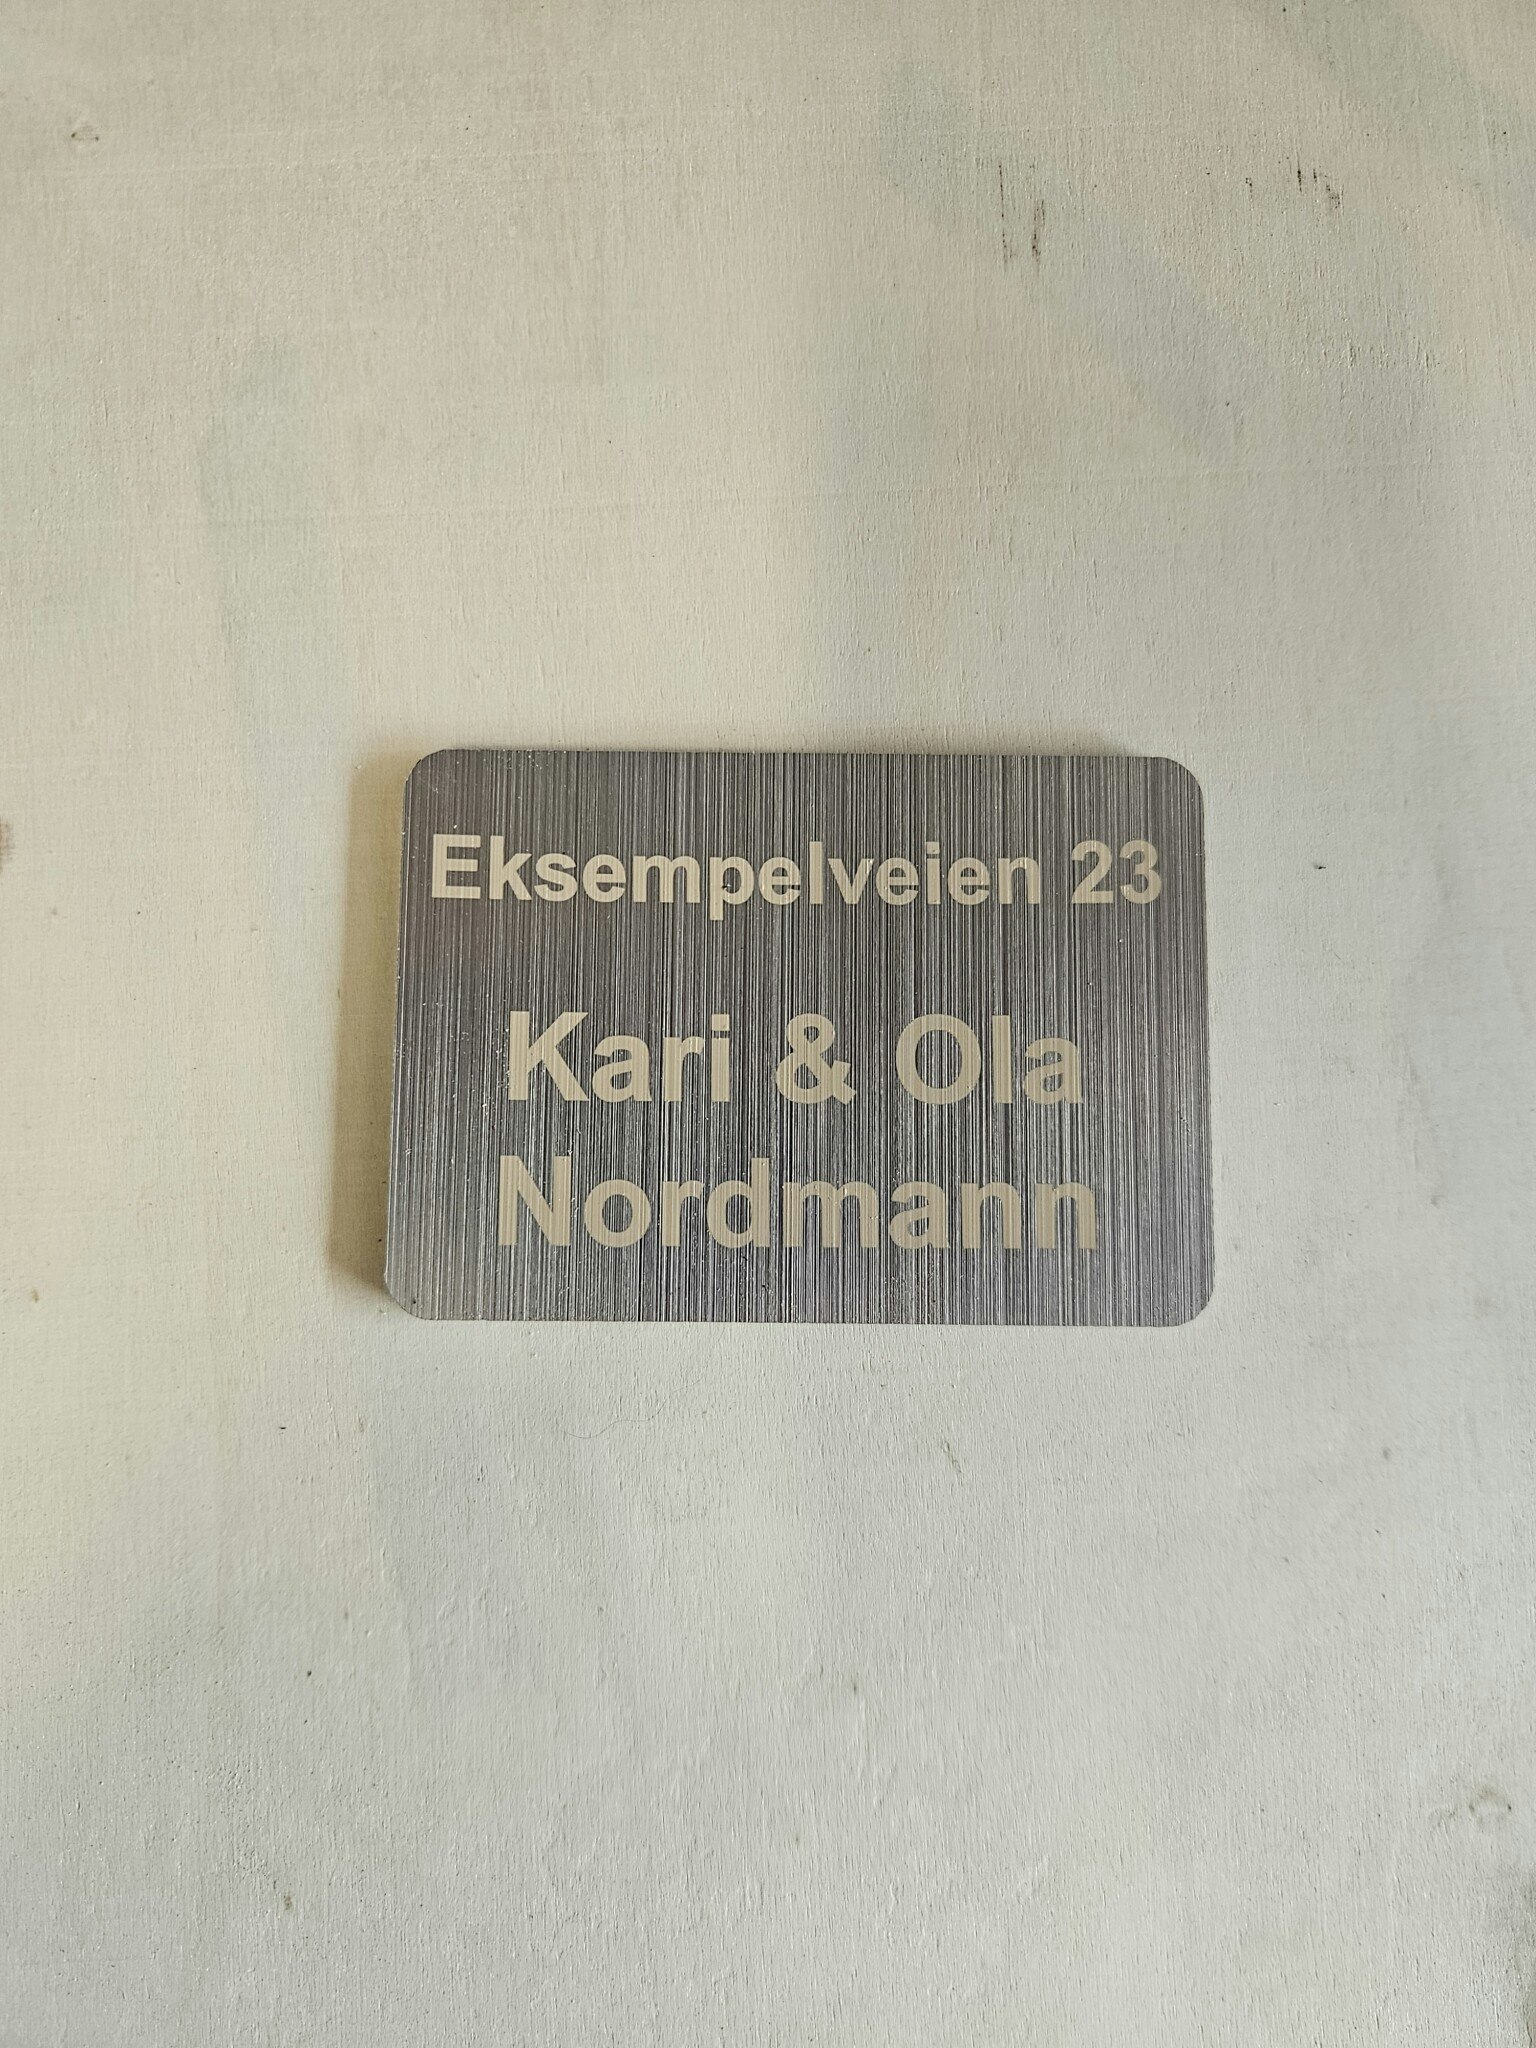 Eksempelveien 23
Kari & Ola
Nordmann